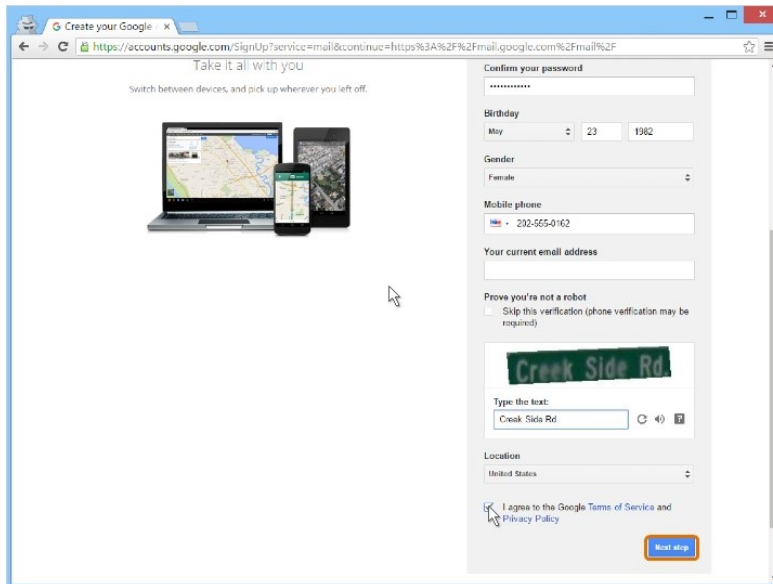 G Create your Google
https://accounts.google.com/SignUp?service=mail&continue=https%3A%2F%2Fmail.google.com%2Fmail%2F
Take it all with you
Switch between devices, and pick up wherever you left off.
Confirm your password
••••••••••••
Birthday
May 23 1982
Gender
Female
Mobile phone
202-555-0162
Your current email address
Prove you're not a robot
Skip this verification (phone verification may be
required)
Creek Side Rd.
Type the text:
Creek Side Rd
Location
United States
I agree to the Google Terms of Service and
Privacy Policy
Next step